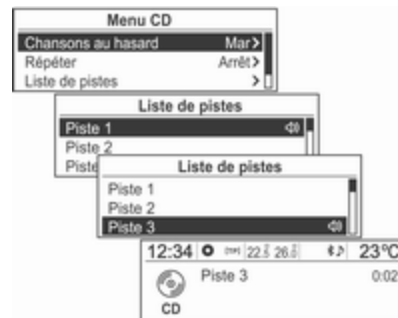 Menu CD
Chansons au hasard Mar>
Répéter Arrêt>
Liste de pistes >
Liste de pistes
Piste 1
Piste 2
Piste
Liste de pistes
Piste 1
Piste 2
Piste 3
12:34 22.5 26.5 23°C
Piste 3 0:02
CD